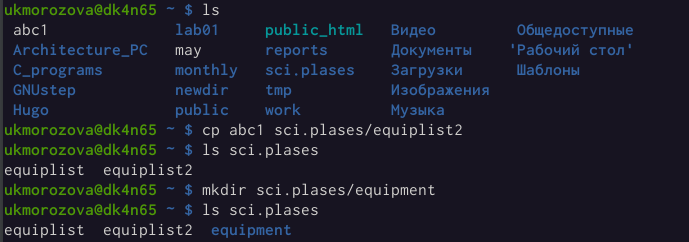 ukmorozova@dk4n65 ~ $ ls
abc1 lab01 public_html Видео Общедоступные
Architecture_PC may reports Документы 'Рабочий стол'
C_programs monthly sci.plases Загрузки Шаблоны
GNUstep newdir tmp Изображения
Hugo public work Музыка
ukmorozova@dk4n65 ~ $ cp abc1 sci.plases/equiplist2
ukmorozova@dk4n65 ~ $ ls sci.plases
equiplist equiplist2
ukmorozova@dk4n65 ~ $ mkdir sci.plases/equipment
ukmorozova@dk4n65 ~ $ ls sci.plases
equiplist equiplist2 equipment